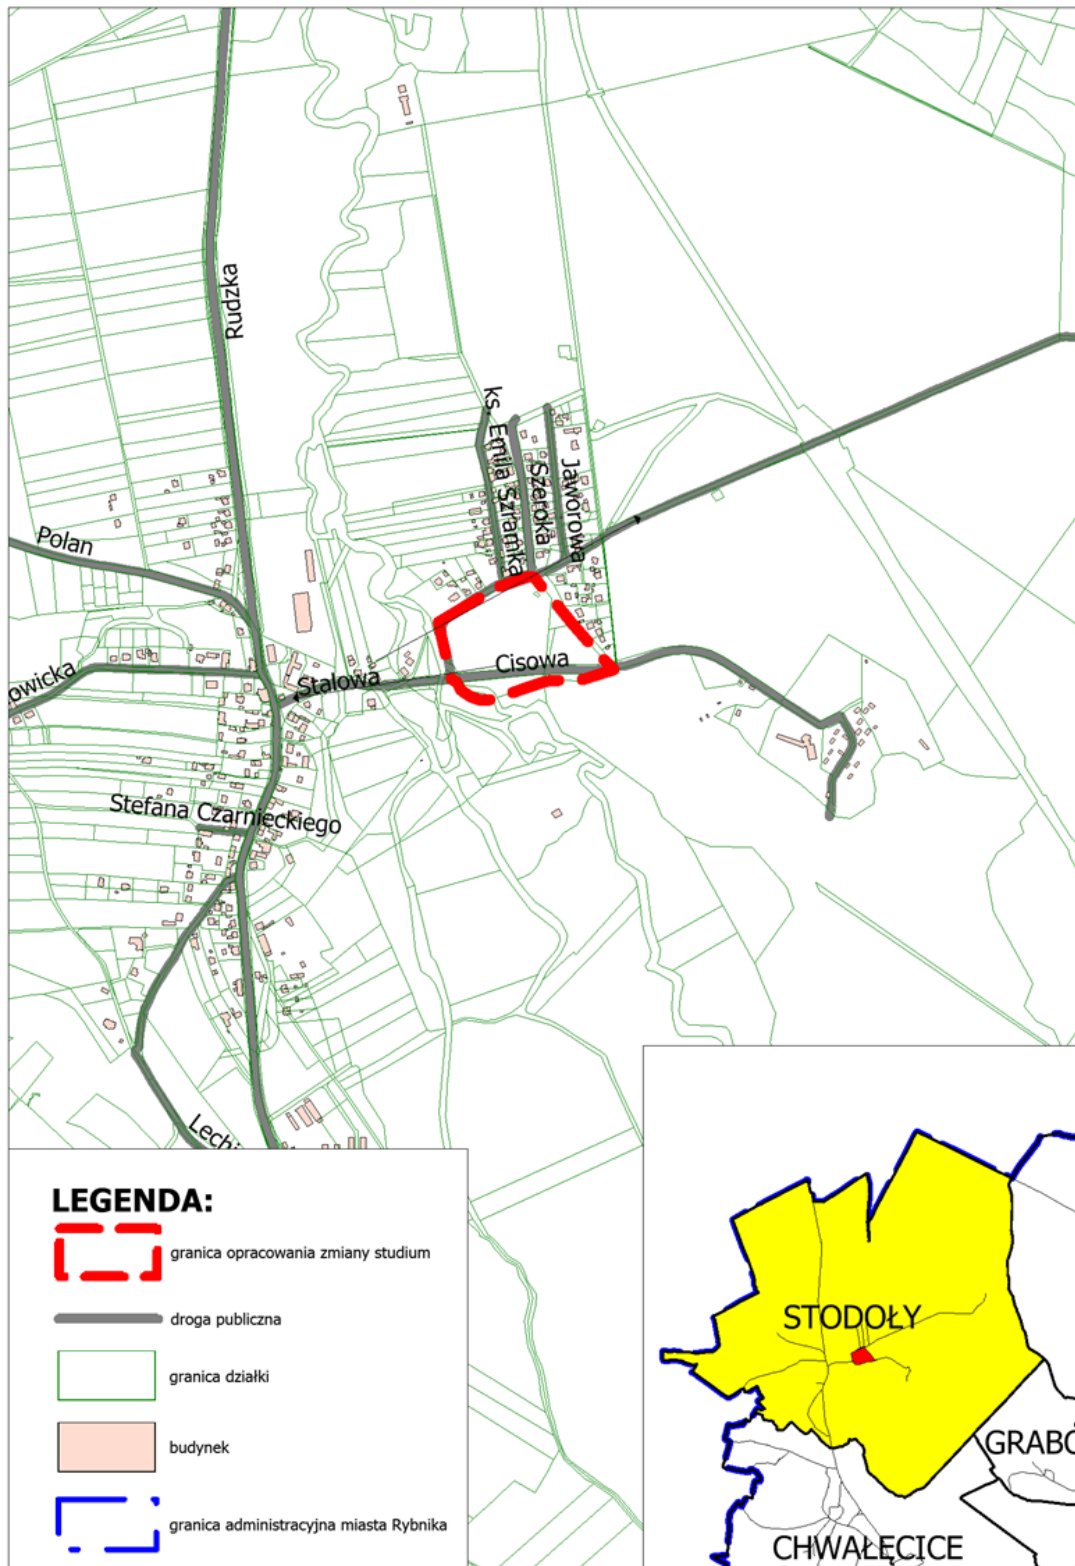 Rudzka
ks. Emila Szramka
Szeroka
Jaworowa
Polan
owicka
Stalowa
Cisowa
Stefana Czarnieckiego
Lechi
LEGENDA:
granica opracowania zmiany studium
droga publiczna
granica działki
budynek
granica administracyjna miasta Rybnika
STODOŁY
GRABÓ
CHWAŁĘCICE